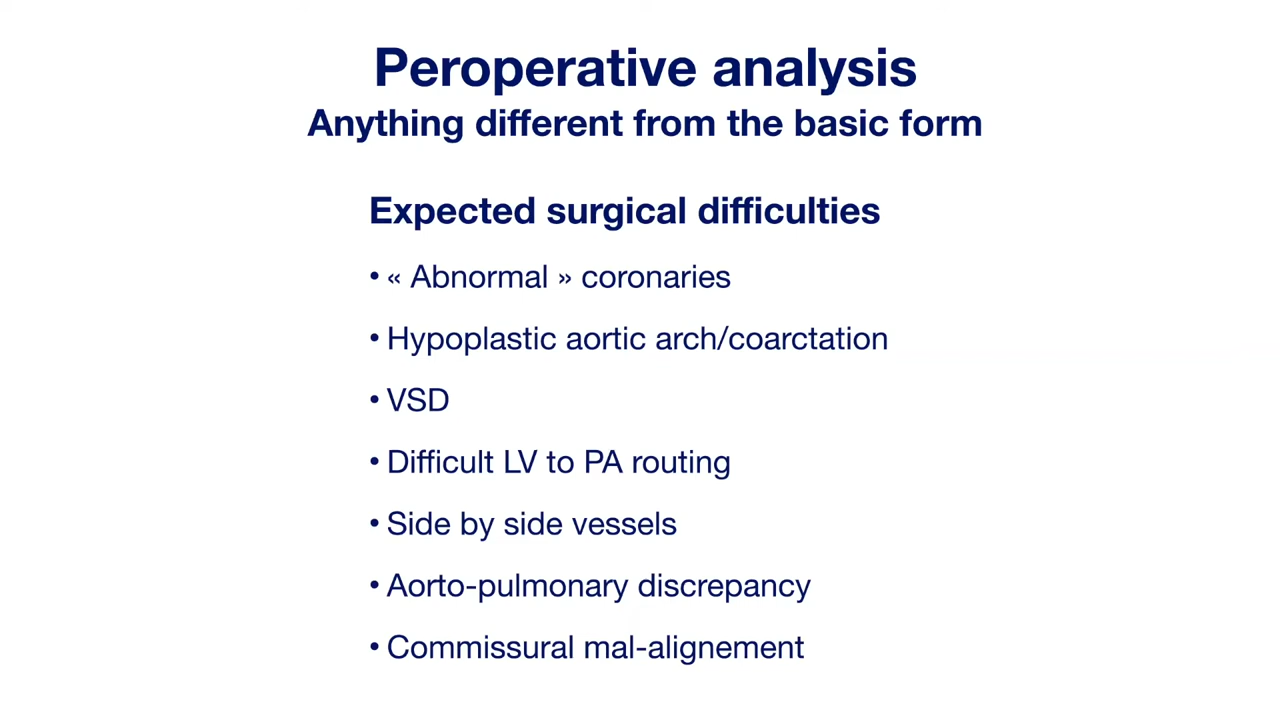 Peroperative analysis
Anything different from the basic form
Expected surgical difficulties
• « Abnormal » coronaries
• Hypoplastic aortic arch/coarctation
• VSD
• Difficult LV to PA routing
• Side by side vessels
• Aorto-pulmonary discrepancy
• Commissural mal-alignement